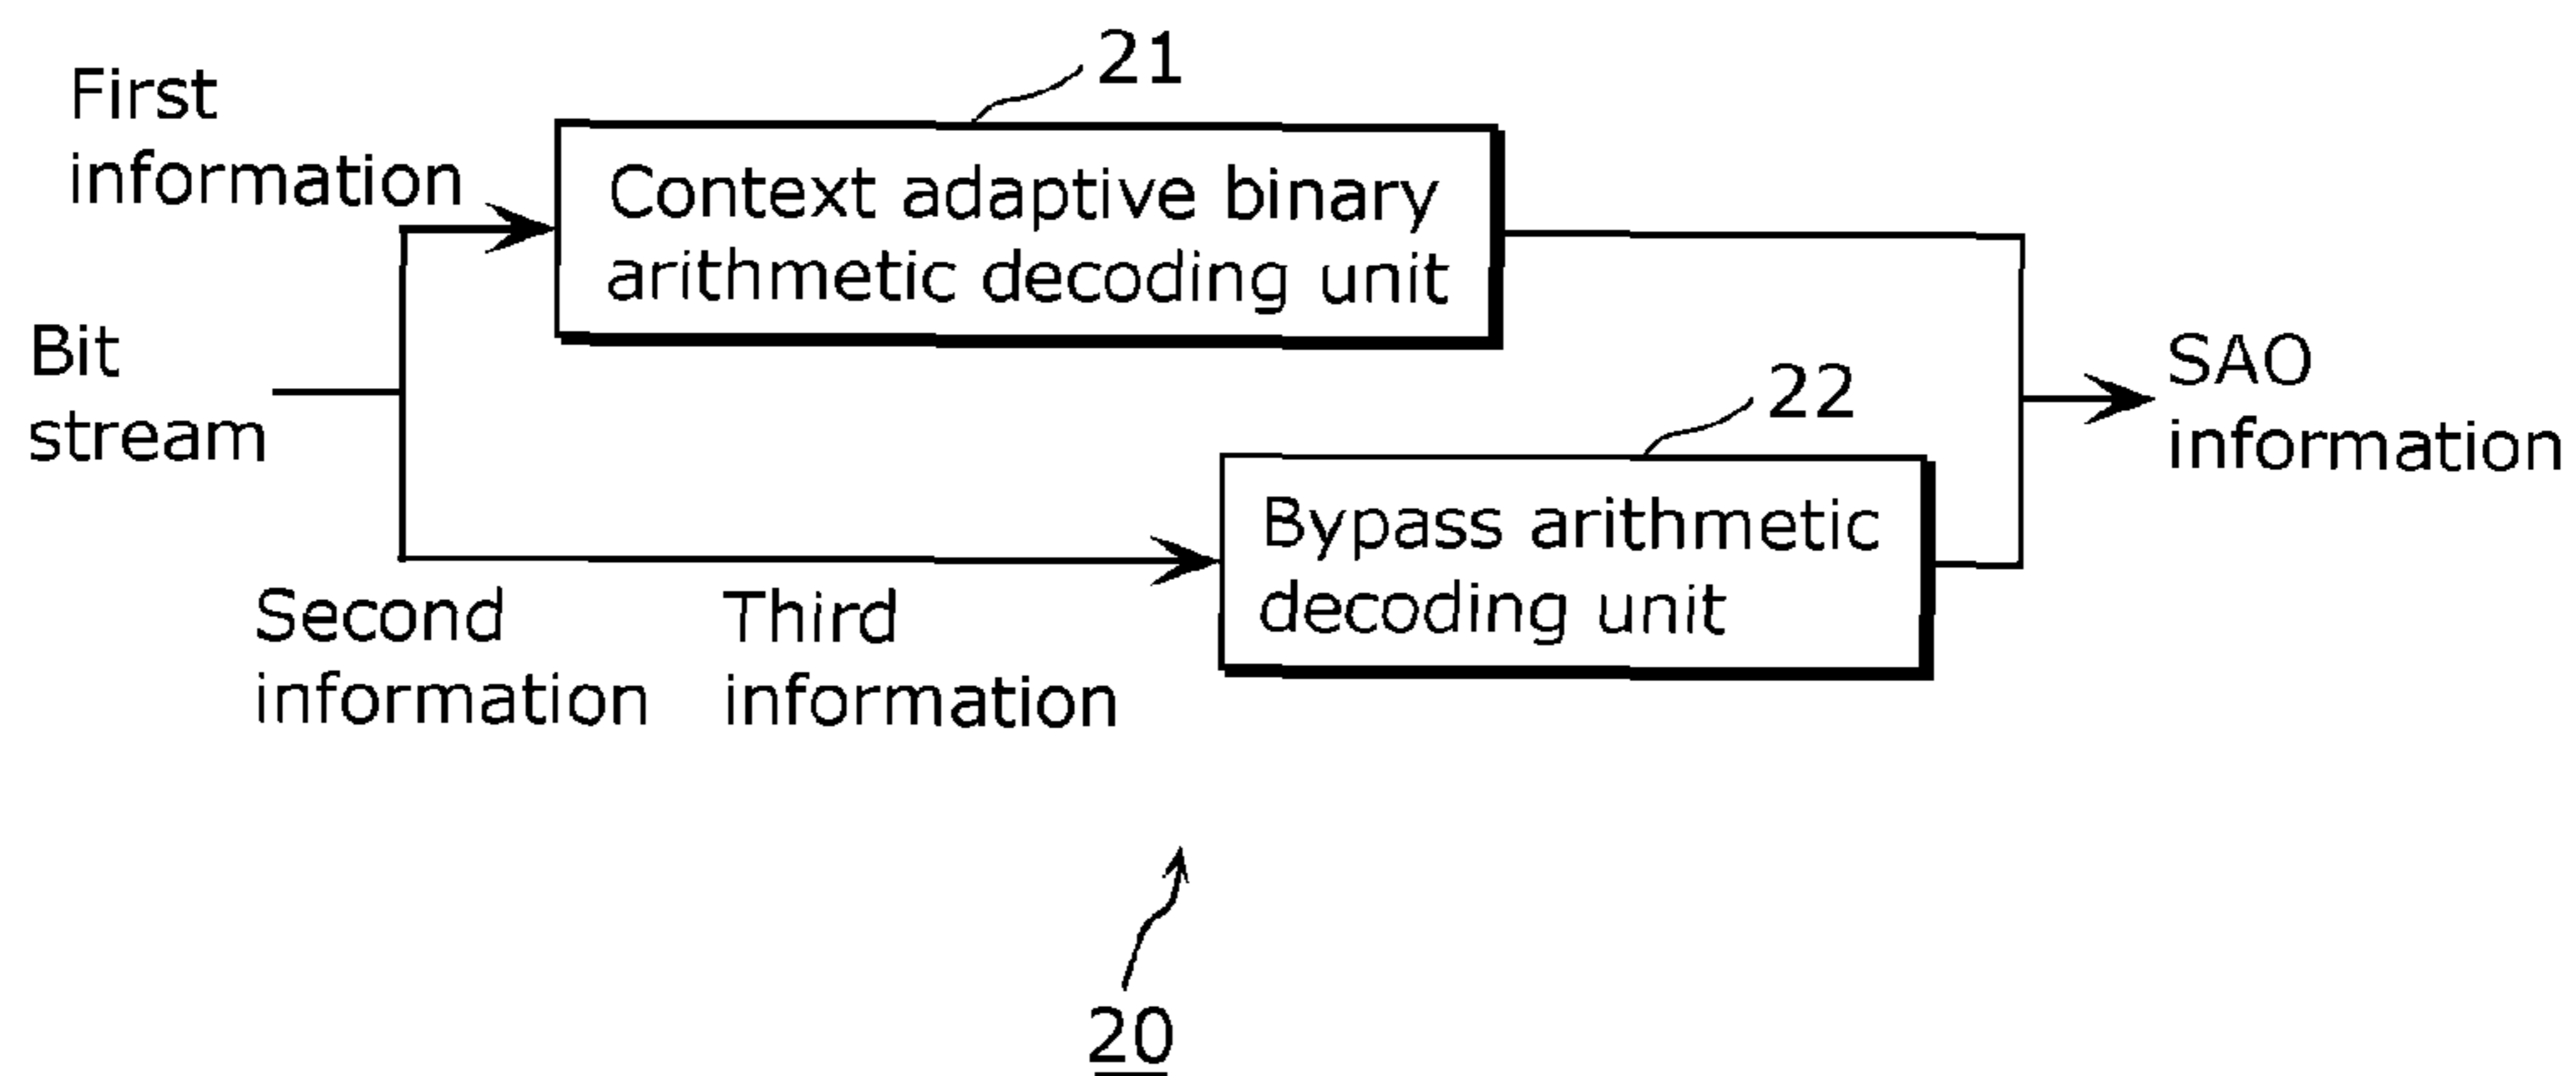 21
First
information
Context adaptive binary
arithmetic decoding unit
Bit
stream
22
SAO
information
Bypass arithmetic
decoding unit
Second
information
Third
information
20